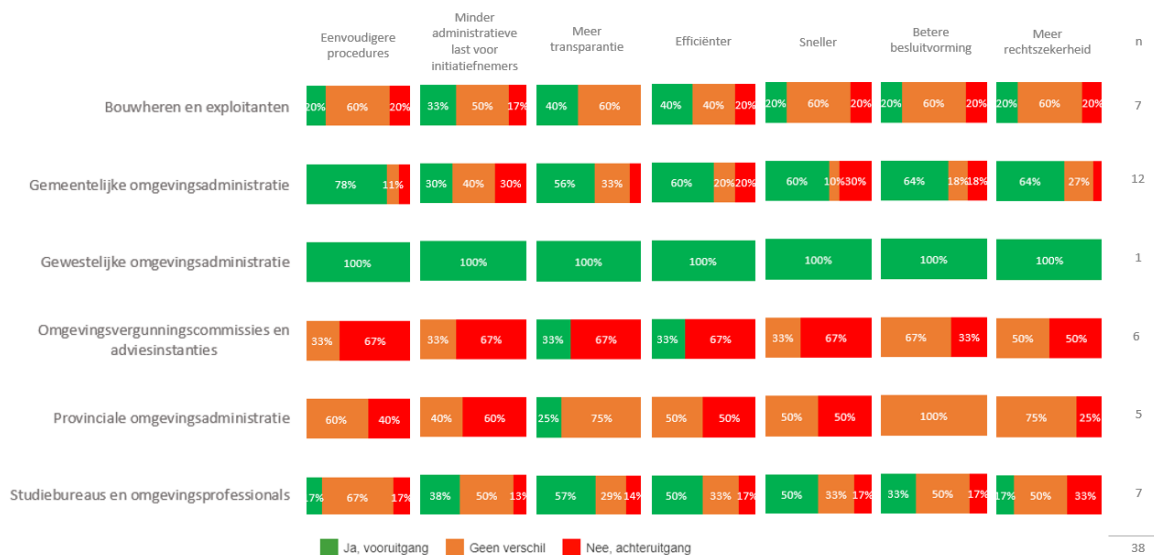 Eenvoudigere
procedures
Minder
administratieve
last voor
initiatiefnemers
Meer
transparantie
Efficiënter
Sneller
Betere
besluitvorming
Meer
rechtszekerheid
n
Bouwheren en exploitanten
20% 60% 20% 33% 50% 17% 40% 60% 40% 40% 20% 20% 60% 20% 20% 60% 20% 20% 60% 20% 7
Gemeentelijke omgevingsadministratie
78% 11% 30% 40% 30% 56% 33% 60% 20% 20% 60% 10% 30% 64% 18% 18% 64% 27% 12
Gewestelijke omgevingsadministratie
100% 100% 100% 100% 100% 100% 100% 1
Omgevingsvergunningscommissies en
adviesinstanties
33% 67% 33% 67% 33% 67% 33% 67% 33% 67% 67% 33% 50% 50% 6
Provinciale omgevingsadministratie
60% 40% 40% 60% 25% 75% 50% 50% 50% 50% 100% 75% 25% 5
Studiebureaus en omgevingsprofessionals
17% 67% 17% 38% 50% 13% 57% 29% 14% 50% 33% 17% 50% 33% 17% 33% 50% 17% 17% 50% 33% 7
Ja, vooruitgang Geen verschil Nee, achteruitgang 38